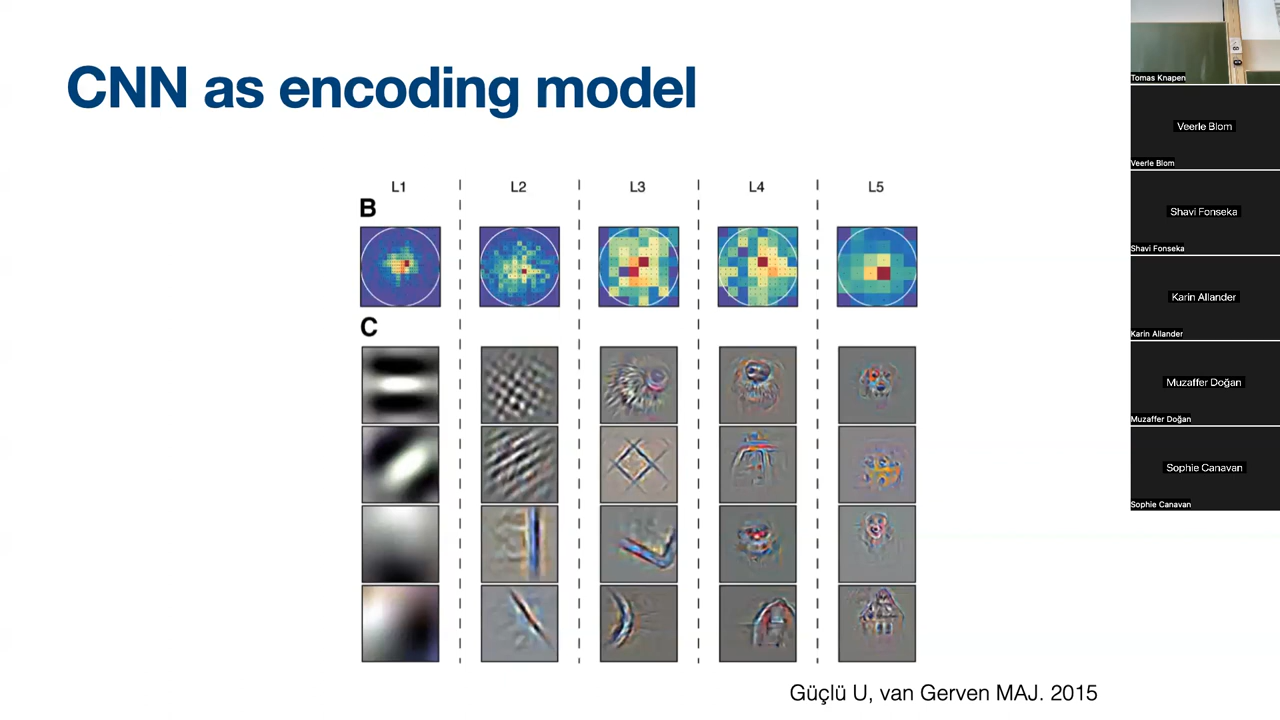 CNN as encoding model
L1 L2 L3 L4 L5
B
C
Güçlü U, van Gerven MAJ. 2015
Tomas Knapen
Veerle Blom
Veerle Blom
Shavi Fonseka
Shavi Fonseka
Karin Allander
Karin Allander
Muzaffer Doğan
Muzaffer Doğan
Sophie Canavan
Sophie Canavan